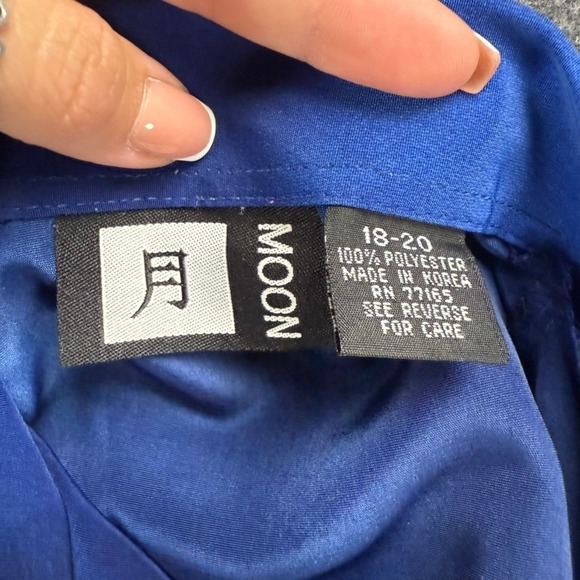 月
MOON
18-20
100% POLYESTER
MADE IN KOREA
RN 77165
SEE REVERSE
FOR CARE